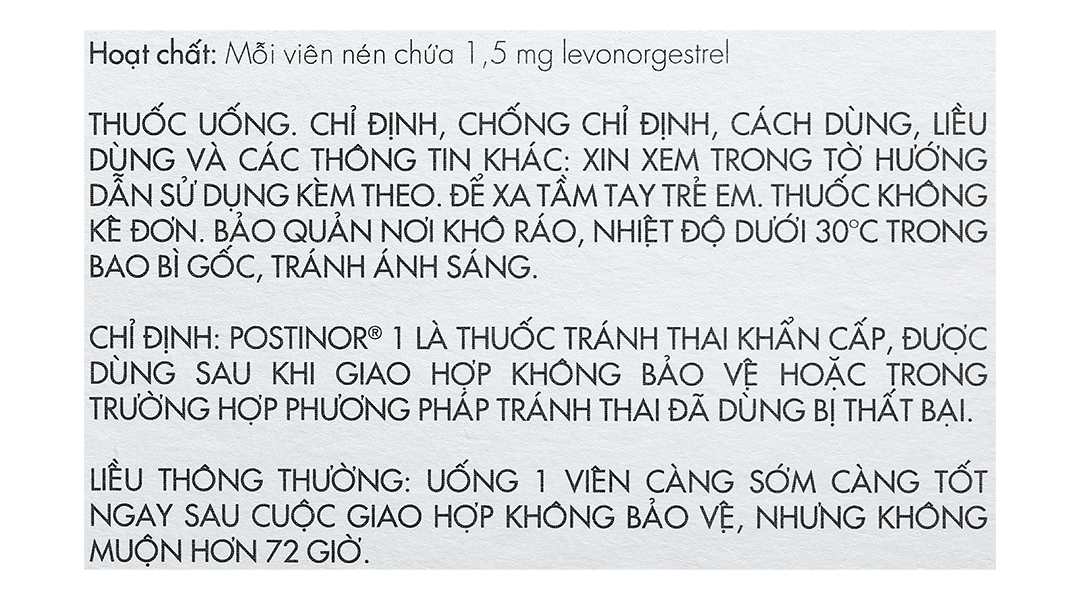 Hoạt chất: Mỗi viên nén chứa 1,5 mg levonorgestrel
THUỐC UỐNG. CHỈ ĐỊNH, CHỐNG CHỈ ĐỊNH, CÁCH DÙNG, LIỀU
DÙNG VÀ CÁC THÔNG TIN KHÁC: XIN XEM TRONG TỜ HƯỚNG
DẪN SỬ DỤNG KÈM THEO. ĐỂ XA TẦM TAY TRẺ EM. THUỐC KHÔNG
KÊ ĐƠN. BẢO QUẢN NƠI KHÔ RÁO, NHIỆT ĐỘ DƯỚI 30°C TRONG
BAO BÌ GỐC, TRÁNH ÁNH SÁNG.
CHỈ ĐỊNH: POSTINOR® 1 LÀ THUỐC TRÁNH THAI KHẨN CẤP, ĐƯỢC
DÙNG SAU KHI GIAO HỢP KHÔNG BẢO VỆ HOẶC TRONG
TRƯỜNG HỢP PHƯƠNG PHÁP TRÁNH THAI ĐÃ DÙNG BỊ THẤT BẠI.
LIỀU THÔNG THƯỜNG: UỐNG 1 VIÊN CÀNG SỚM CÀNG TỐT
NGAY SAU CUỘC GIAO HỢP KHÔNG BẢO VỆ, NHƯNG KHÔNG
MUỘN HƠN 72 GIỜ.